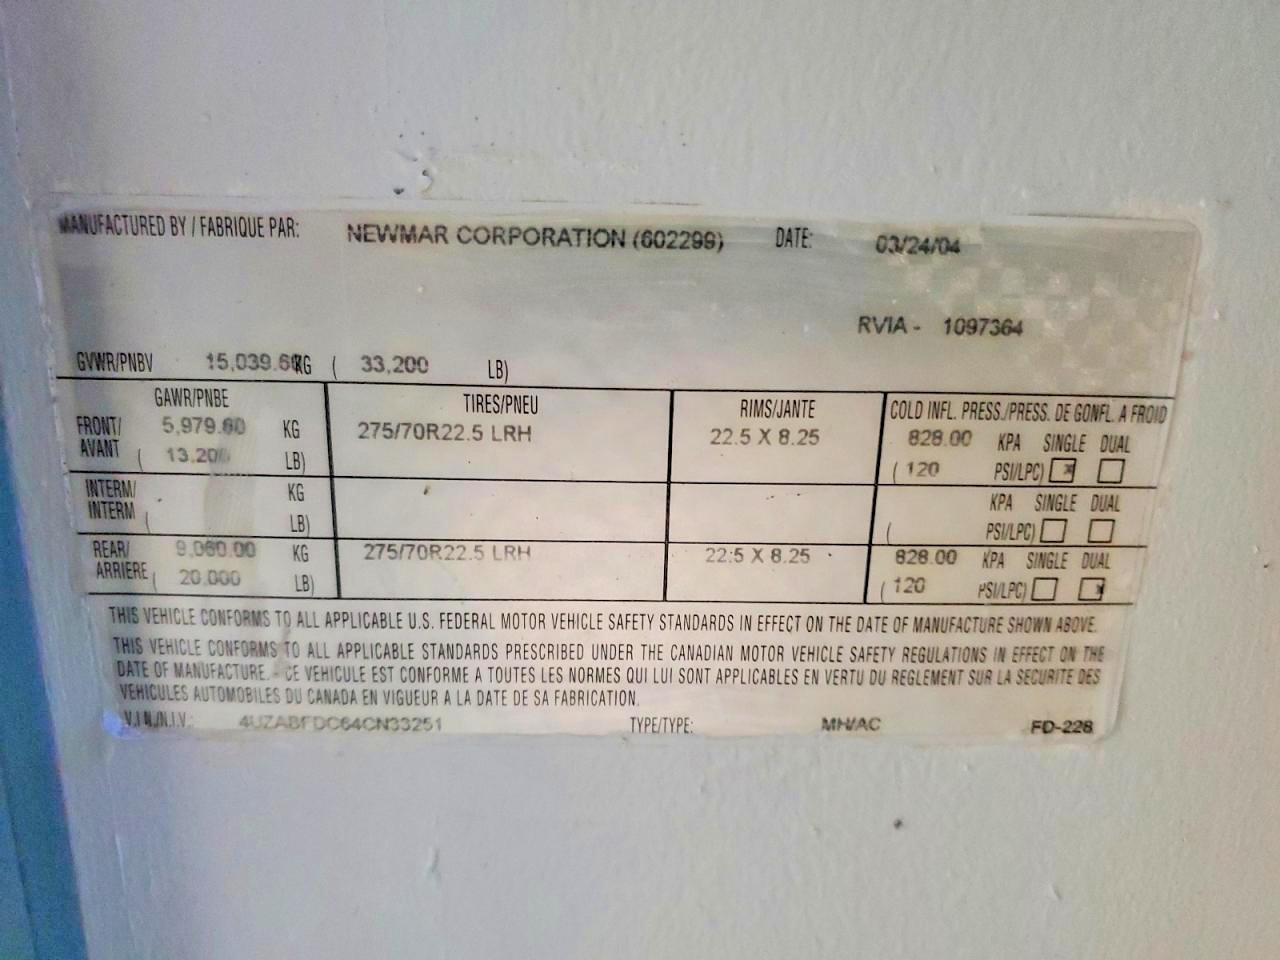 MANUFACTURED BY / FABRIQUE PAR: NEWMAR CORPORATION (602299) DATE: 03/24/04
RVIA - 1097364
GVWR/PNBV 15,039.60 KG ( 33,200 LB)
GAWR/PNBE TIRES/PNEU RIMS/JANTE COLD INFL. PRESS./PRESS. DE GONFL. A FROID
FRONT/ 5,979.60 KG 275/70R22.5 LRH 22.5 X 8.25 828.00 KPA SINGLE DUAL
AVANT ( 13,200 LB) ( 120 PSI/LPC)
INTERM/ KG KPA SINGLE DUAL
INTERM ( LB) ( PSI/LPC)
REAR/ 9,060.00 KG 275/70R22.5 LRH 22.5 X 8.25 828.00 KPA SINGLE DUAL
ARRIERE ( 20,000 LB) ( 120 PSI/LPC)
THIS VEHICLE CONFORMS TO ALL APPLICABLE U.S. FEDERAL MOTOR VEHICLE SAFETY STANDARDS IN EFFECT ON THE DATE OF MANUFACTURE SHOWN ABOVE.
THIS VEHICLE CONFORMS TO ALL APPLICABLE STANDARDS PRESCRIBED UNDER THE CANADIAN MOTOR VEHICLE SAFETY REGULATIONS IN EFFECT ON THE
DATE OF MANUFACTURE. - CE VEHICULE EST CONFORME A TOUTES LES NORMES QUI LUI SONT APPLICABLES EN VERTU DU REGLEMENT SUR LA SECURITE DES
VEHICULES AUTOMOBILES DU CANADA EN VIGUEUR A LA DATE DE SA FABRICATION.
V.I.N./N.I.V.: 4UZABFDC64CN33251 TYPE/TYPE: MH/AC FD-228